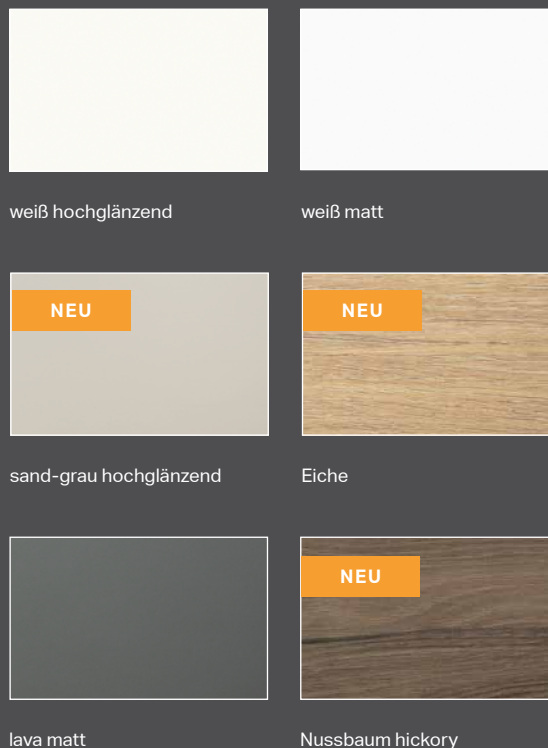 weiß hochglänzend
weiß matt
NEU
NEU
sand-grau hochglänzend
Eiche
NEU
lava matt
Nussbaum hickory